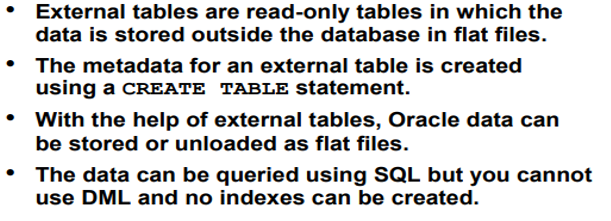 • External tables are read-only tables in which the
data is stored outside the database in flat files.
• The metadata for an external table is created
using a CREATE TABLE statement.
• With the help of external tables, Oracle data can
be stored or unloaded as flat files.
• The data can be queried using SQL but you cannot
use DML and no indexes can be created.